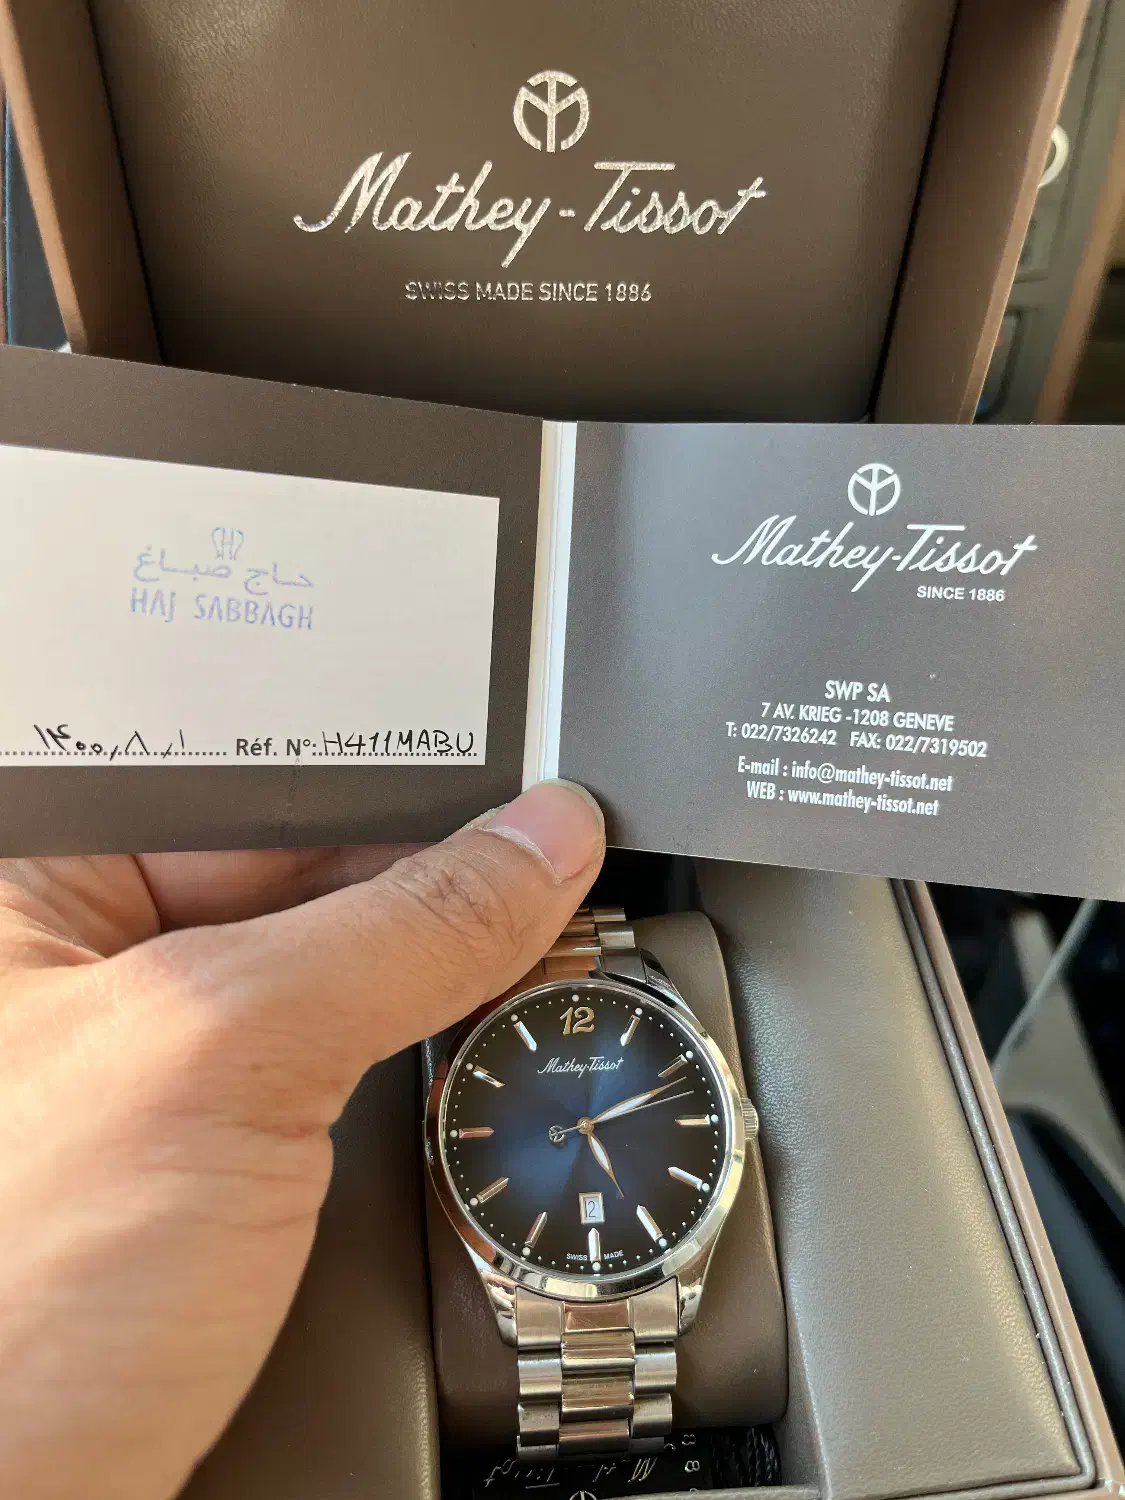 Mathey-Tissot
SWISS MADE SINCE 1886
H
حاج صباغ
HAJ SABBAGH
۱۴۰۰,۸,۱ Réf. N°: H411MABU
Mathey-Tissot
SINCE 1886
SWP SA
7 AV. KRIEG -1208 GENEVE
T: 022/7326242 FAX: 022/7319502
E-mail : info@mathey-tissot.net
WEB : www.mathey-tissot.net
12
Mathey-Tissot
12
SWISS MADE